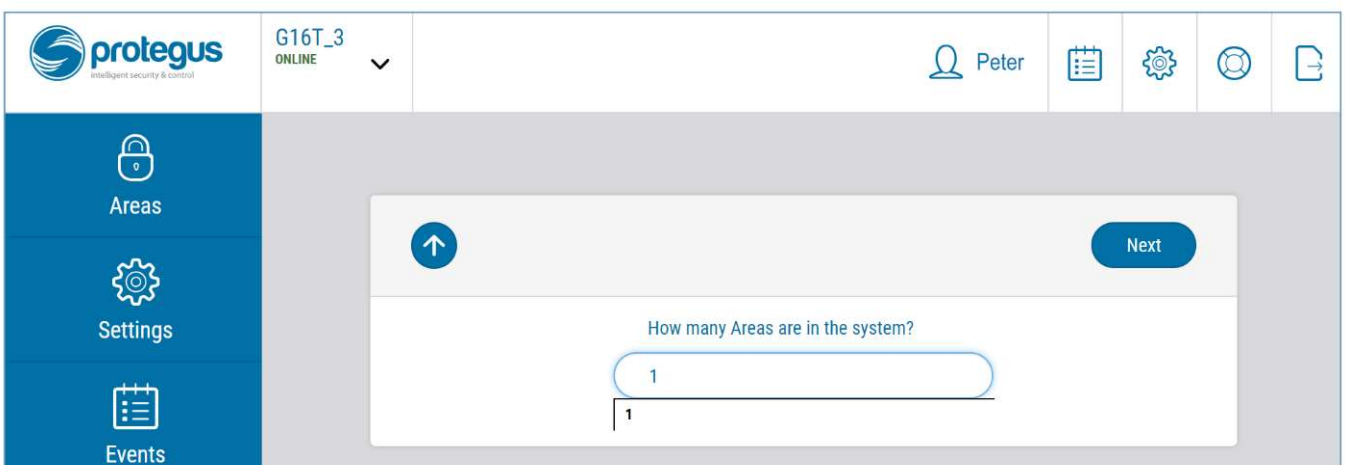 protegus
intelligent security & control
G16T_3
ONLINE
Peter
Areas
Settings
Events
Next
How many Areas are in the system?
1
1